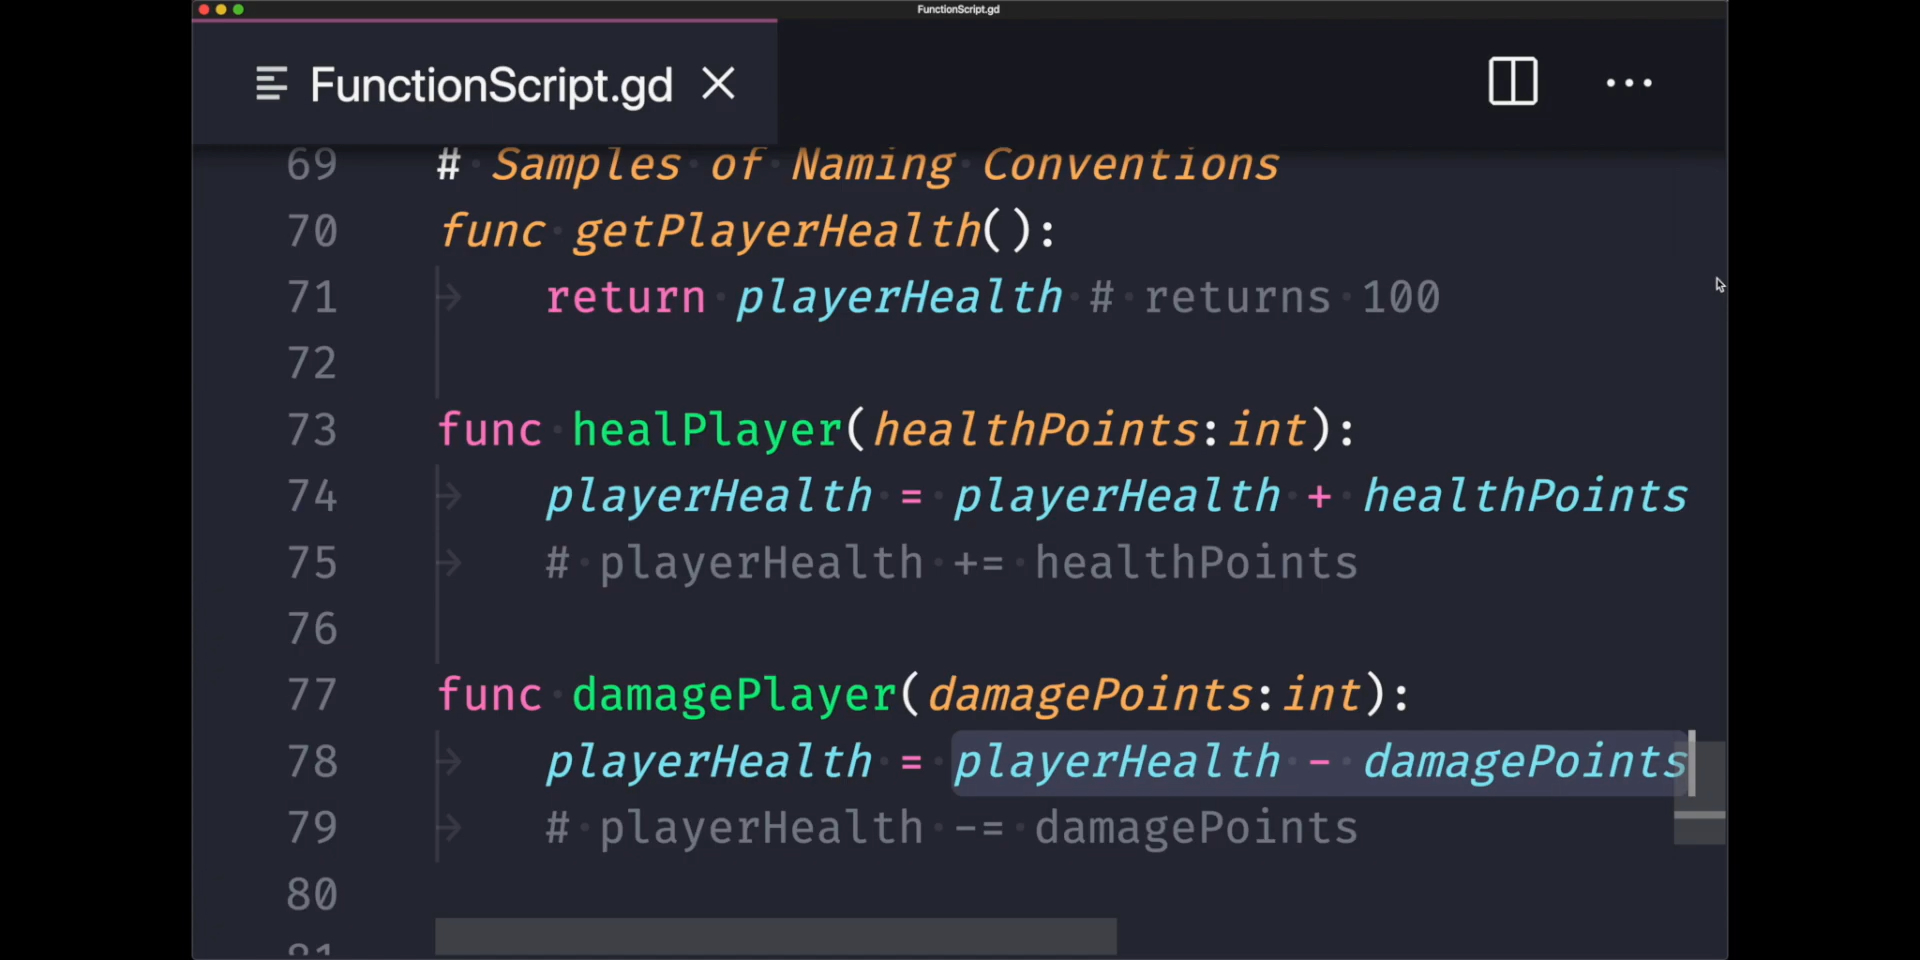 FunctionScript.gd
FunctionScript.gd
69 # Samples of Naming Conventions
70 func getPlayerHealth():
71 return playerHealth # returns 100
72
73 func healPlayer(healthPoints:int):
74 playerHealth = playerHealth + healthPoints
75 # playerHealth += healthPoints
76
77 func damagePlayer(damagePoints:int):
78 playerHealth = playerHealth - damagePoints
79 # playerHealth -= damagePoints
80
81